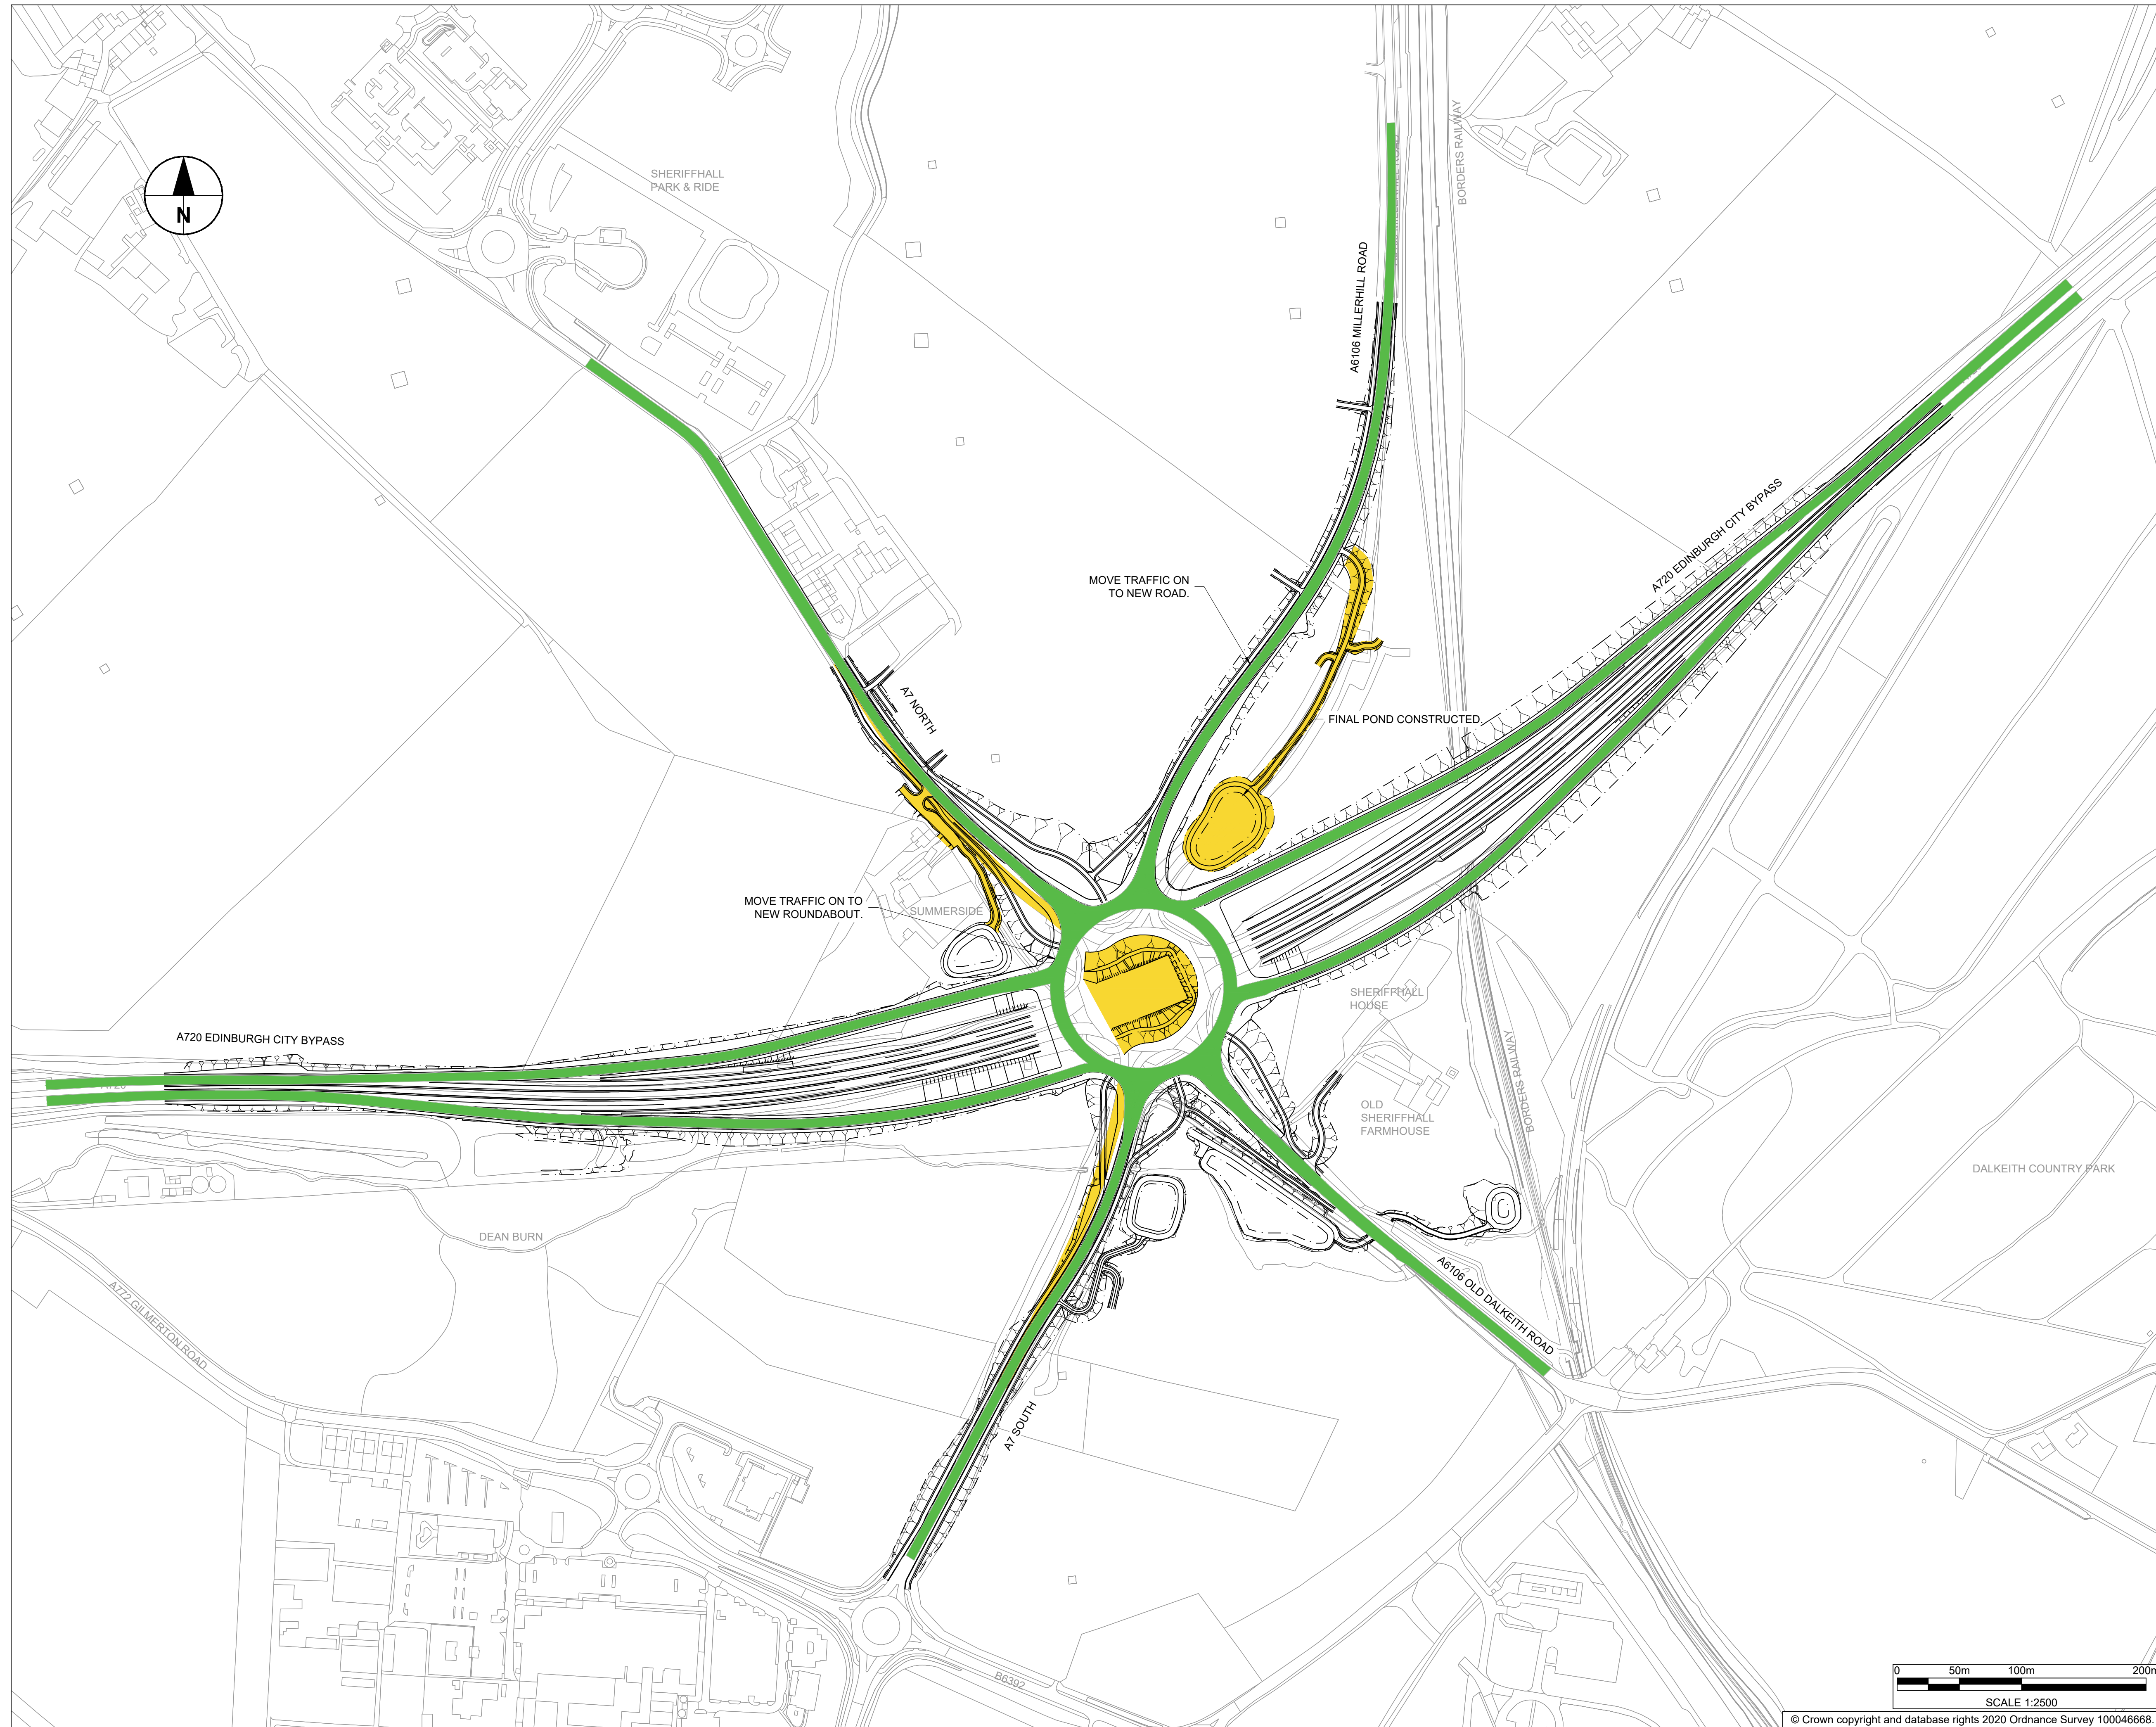 SHERIFFHALL
PARK & RIDE
N
BORDERS RAILWAY
A6106 MILLERHILL ROAD
A720 EDINBURGH CITY BYPASS
MOVE TRAFFIC ON
TO NEW ROAD.
A7 NORTH
FINAL POND CONSTRUCTED.
MOVE TRAFFIC ON TO
NEW ROUNDABOUT.
SUMMERSIDE
SHERIFFHALL
HOUSE
A720 EDINBURGH CITY BYPASS
BORDERS RAILWAY
OLD
SHERIFFHALL
FARMHOUSE
DALKEITH COUNTRY PARK
DEAN BURN
A6106 OLD DALKEITH ROAD
A772 GILMERTON ROAD
A7 SOUTH
B6392
0 50m 100m 200m
SCALE 1:2500
© Crown copyright and database rights 2020 Ordnance Survey 100046668.